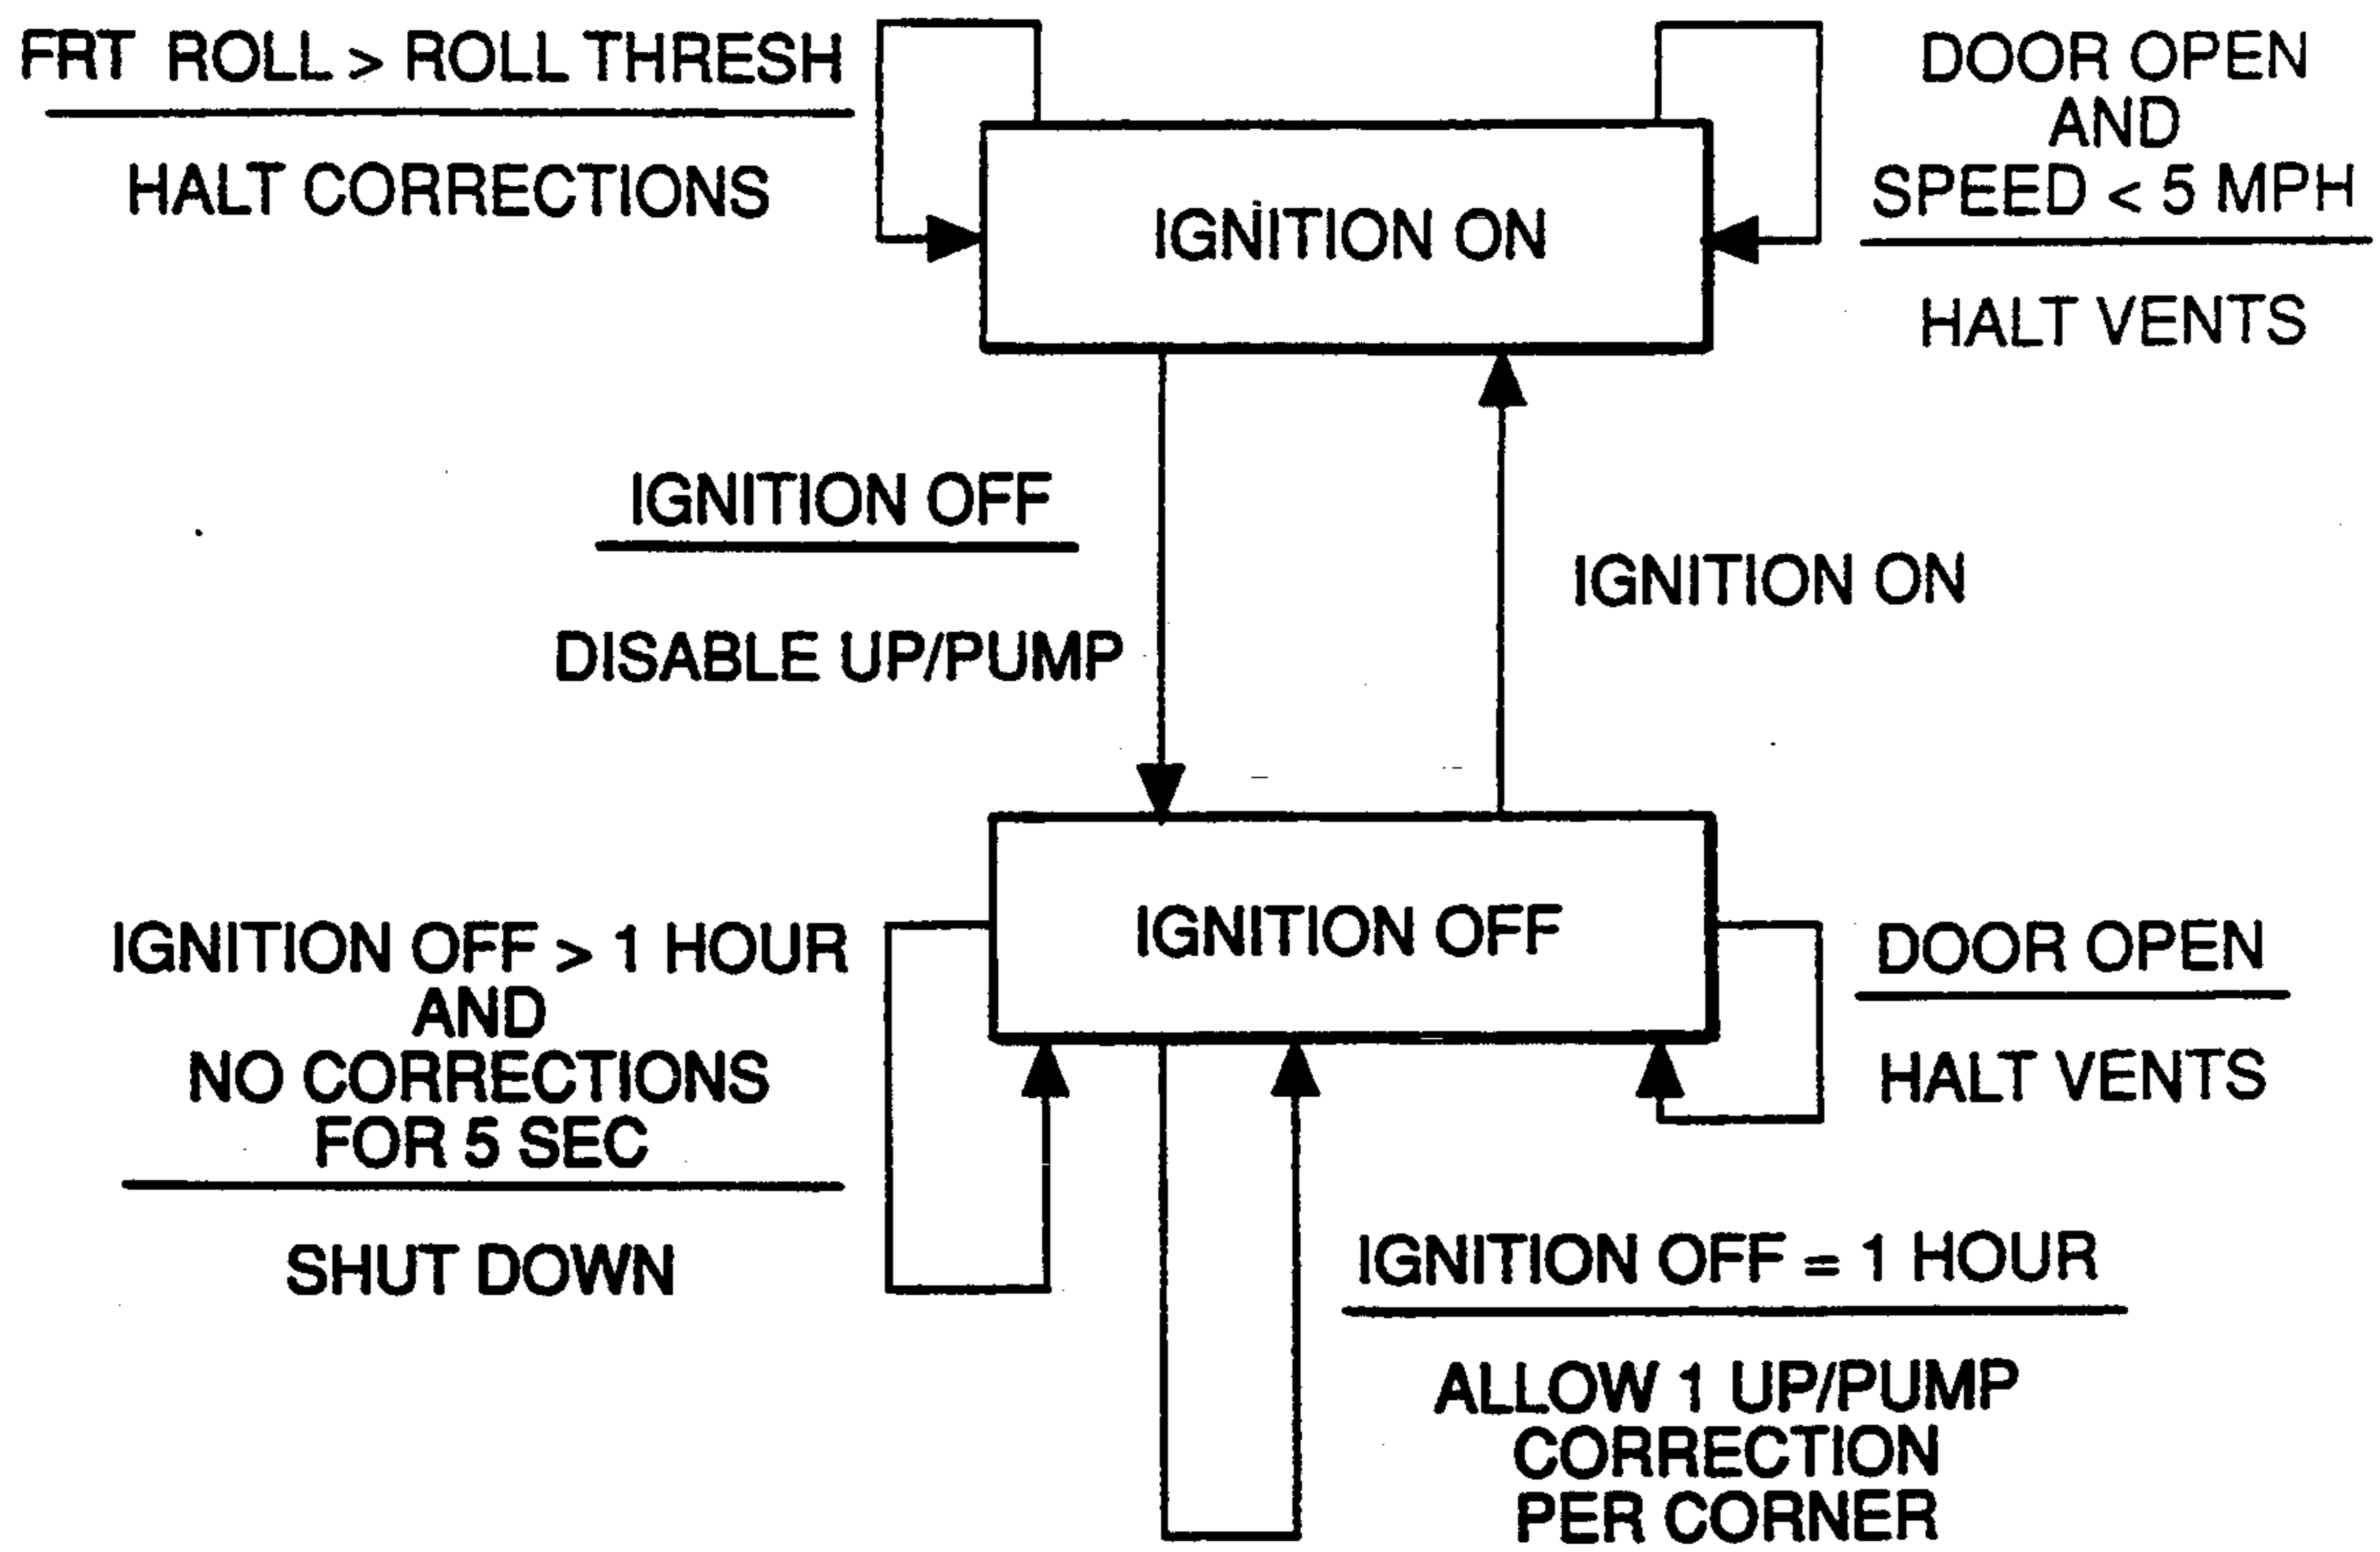 FRT ROLL > ROLL THRESH
HALT CORRECTIONS
IGNITION ON
DOOR OPEN
AND
SPEED < 5 MPH
HALT VENTS
IGNITION OFF
DISABLE UP/PUMP
IGNITION ON
IGNITION OFF > 1 HOUR
AND
NO CORRECTIONS
FOR 5 SEC
SHUT DOWN
IGNITION OFF
DOOR OPEN
HALT VENTS
IGNITION OFF = 1 HOUR
ALLOW 1 UP/PUMP
CORRECTION
PER CORNER